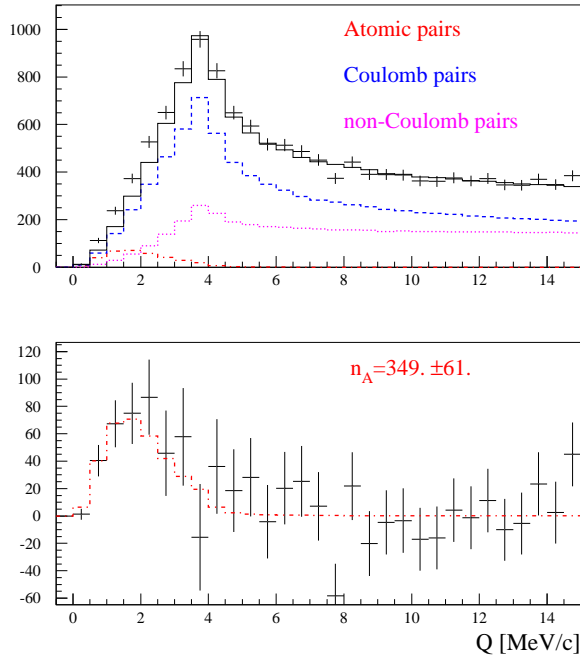 1000
800
600
400
200
0
Atomic pairs
Coulomb pairs
non-Coulomb pairs
0 2 4 6 8 10 12 14
120
100
80
60
40
20
0
-20
-40
-60
n_A=349. ±61.
0 2 4 6 8 10 12 14
Q [MeV/c]